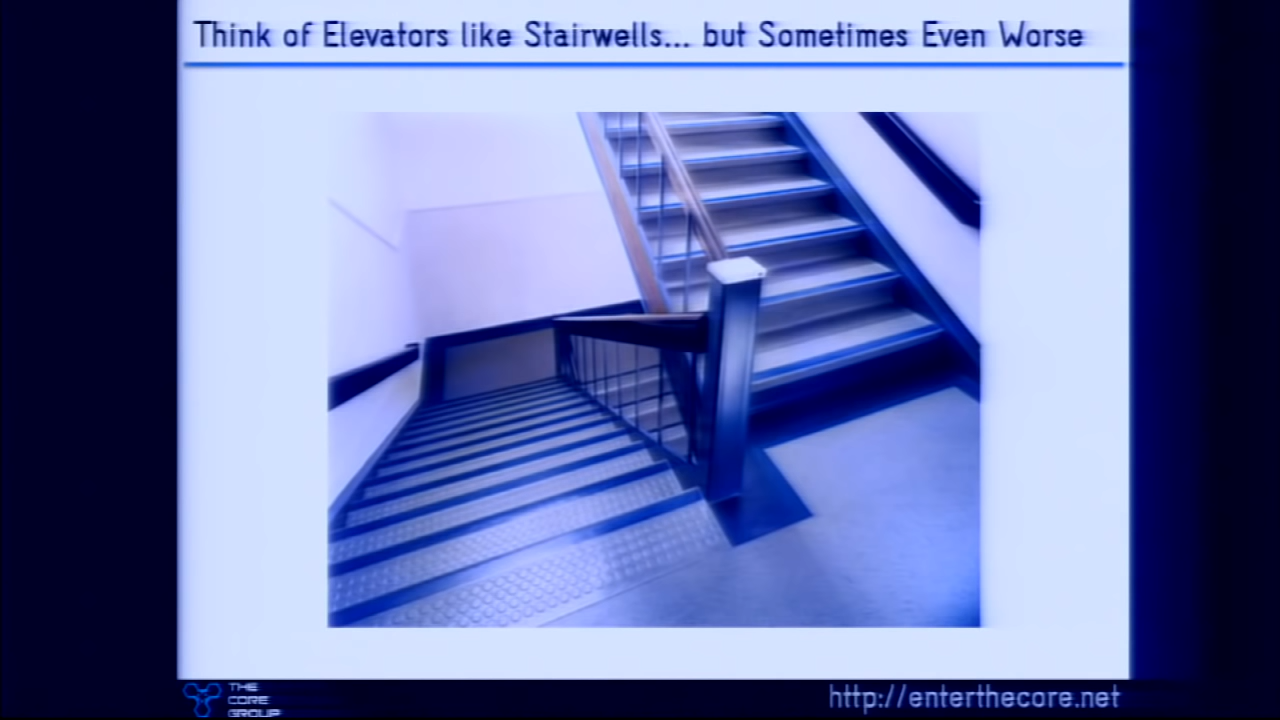 Think of Elevators like Stairwells... but Sometimes Even Worse
THE
CORE
GROUP
http://enterthecore.net